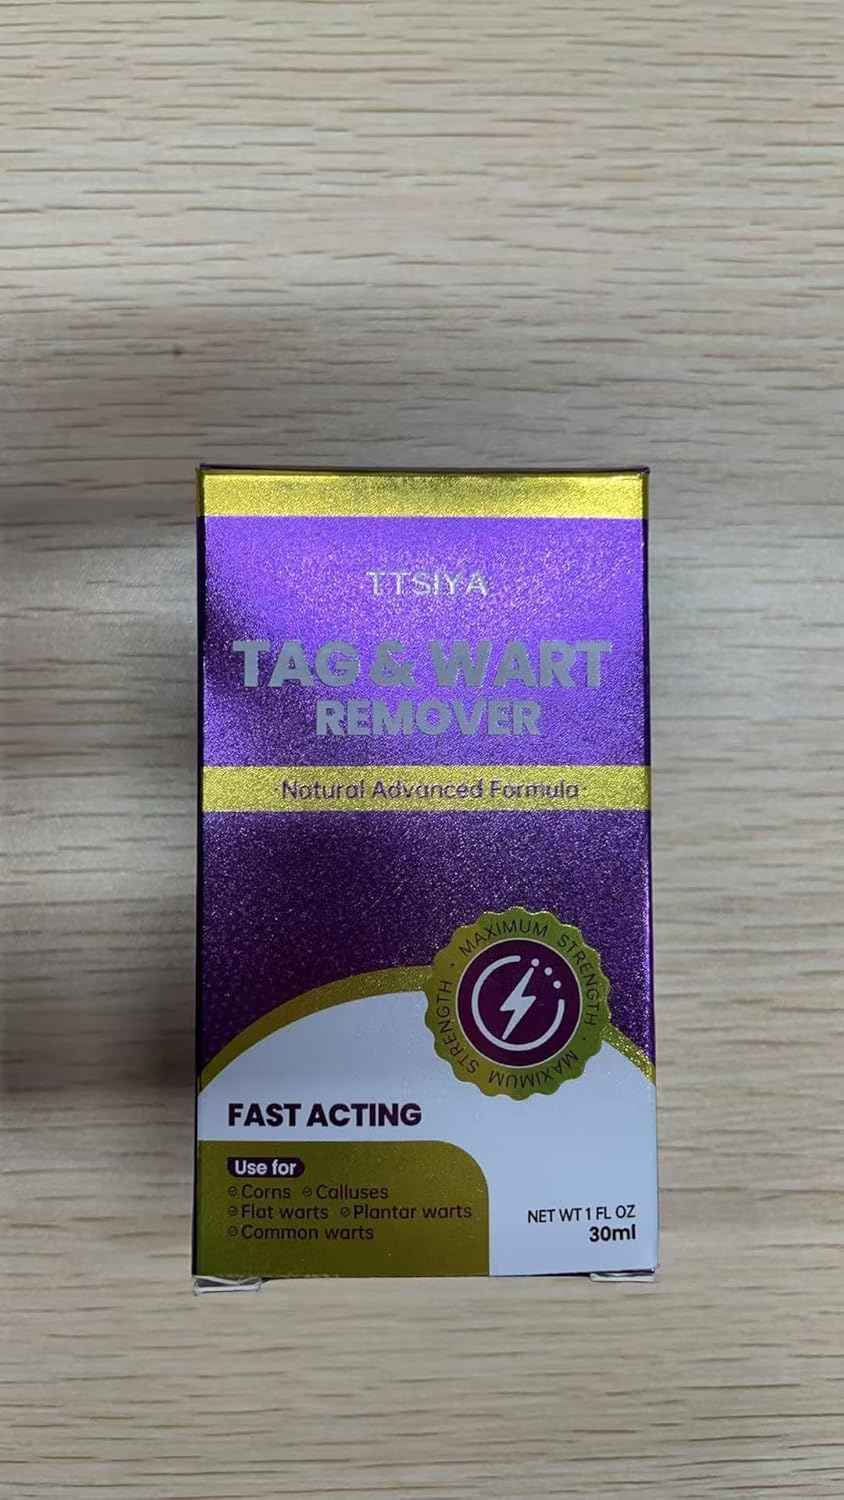 TTSIYA
TAG & WART
REMOVER
·Natural Advanced Formula·
MAXIMUM STRENGTH · MAXIMUM STRENGTH ·
FAST ACTING
Use for
Corns Calluses
Flat warts Plantar warts
Common warts
NET WT 1 FL OZ
30ml